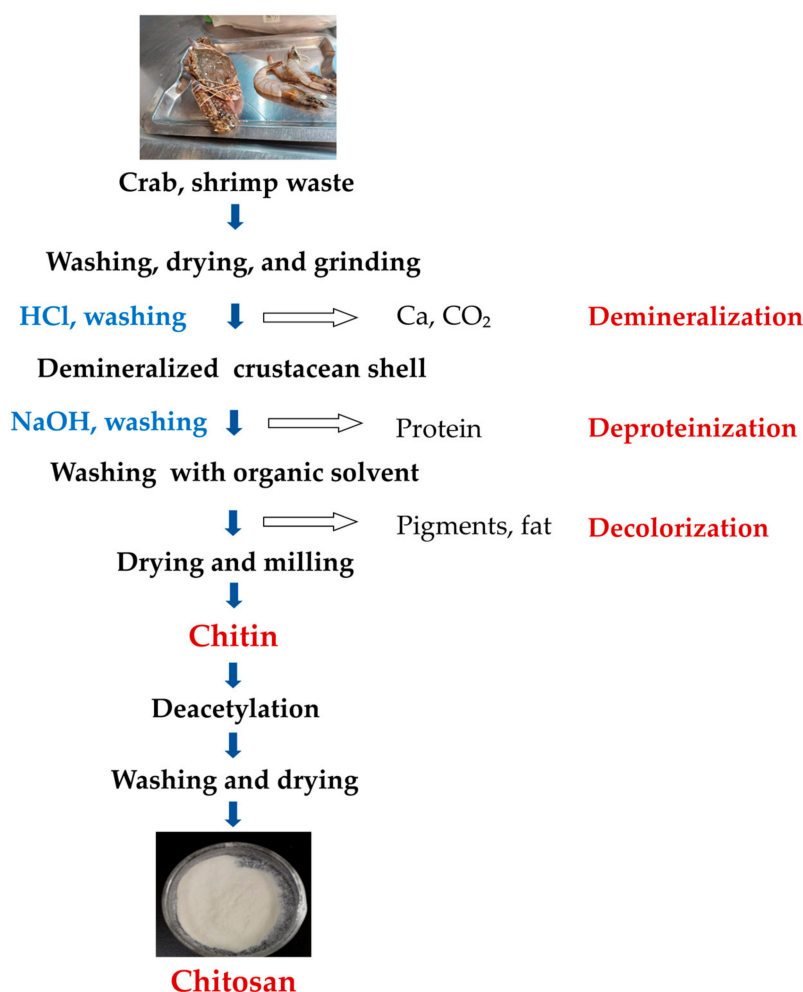 Crab, shrimp waste
Washing, drying, and grinding
HCl, washing Ca, CO₂ Demineralization
Demineralized crustacean shell
NaOH, washing Protein Deproteinization
Washing with organic solvent
Pigments, fat Decolorization
Drying and milling
Chitin
Deacetylation
Washing and drying
Chitosan